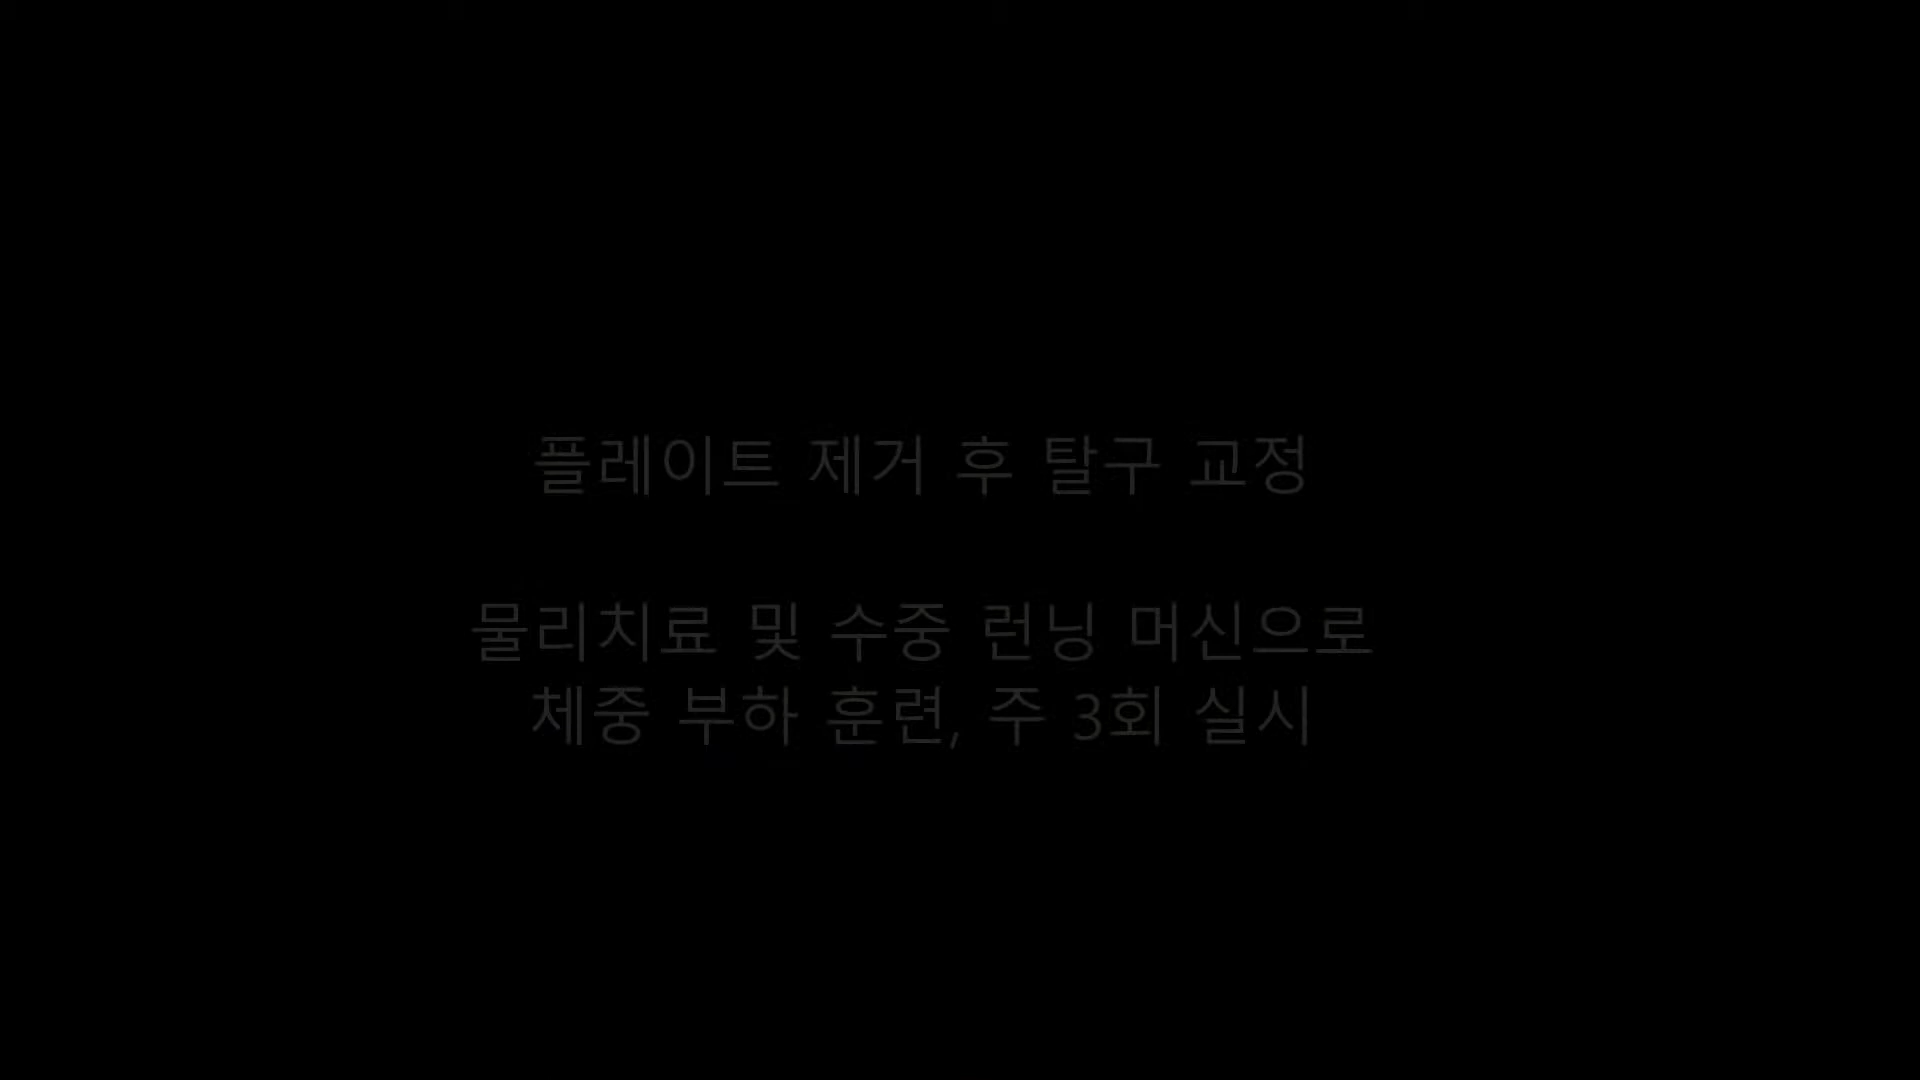 플레이트 제거 후 탈구 교정
물리치료 및 수중 런닝 머신으로
체중 부하 훈련, 주 3회 실시